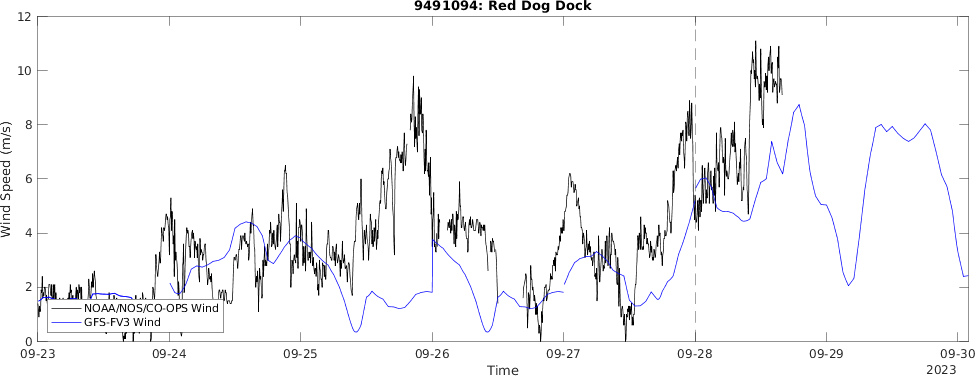 9491094: Red Dog Dock
12
10
8
6
4
2
0
Wind Speed (m/s)
NOAA/NOS/CO-OPS Wind
GFS-FV3 Wind
09-23 09-24 09-25 09-26 09-27 09-28 09-29 09-30
Time
2023